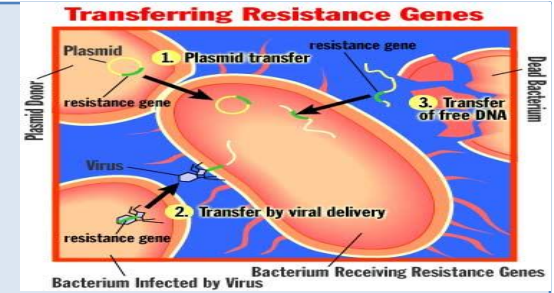 Transferring Resistance Genes
Plasmid
1. Plasmid transfer
resistance gene
resistance gene
Plasmid Donor
3. Transfer
of free DNA
Dead Bacterium
Virus
2. Transfer by viral delivery
resistance gene
Bacterium Receiving Resistance Genes
Bacterium Infected by Virus